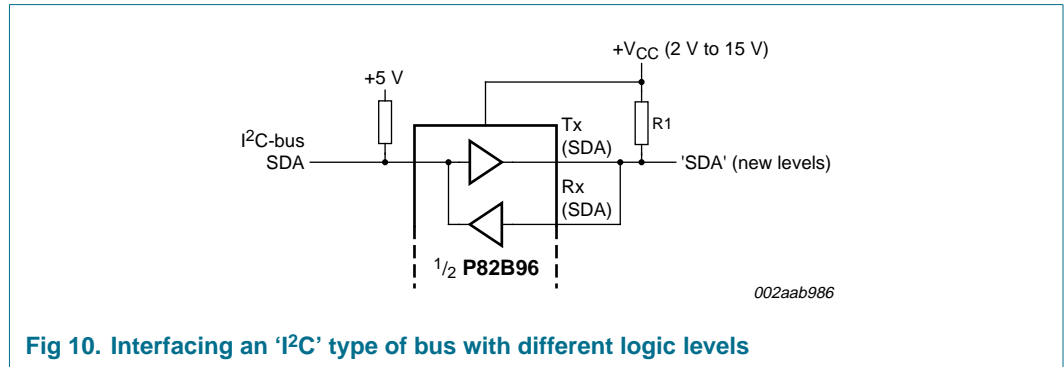 +VCC (2 V to 15 V)
+5 V
I2C-bus
SDA
Tx
(SDA)
R1
'SDA' (new levels)
Rx
(SDA)
1/2 P82B96
002aab986
Fig 10. Interfacing an ‘I2C’ type of bus with different logic levels